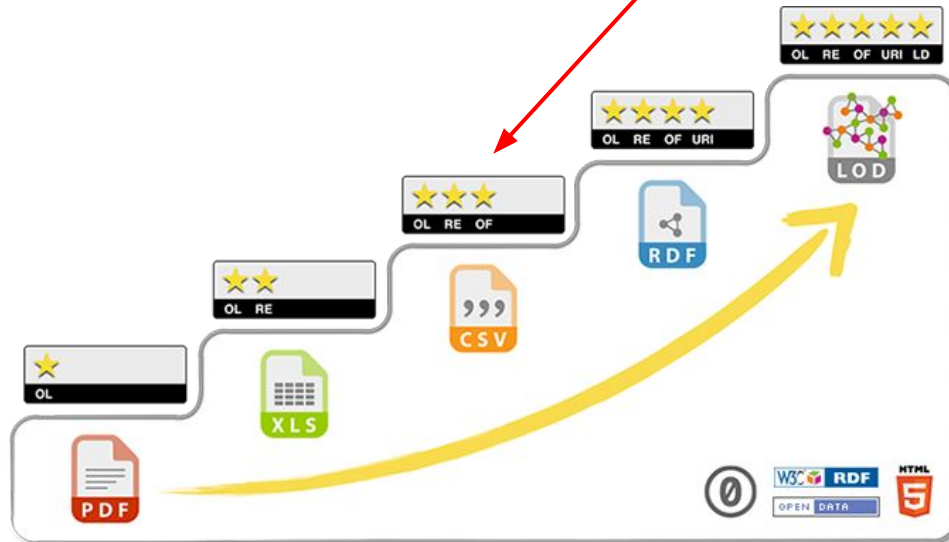 OL RE OF URI LD
OL RE OF URI
LOD
OL RE OF
RDF
OL RE
,,,
CSV
OL
XLS
PDF
0
W3C RDF
OPEN DATA
HTML
5